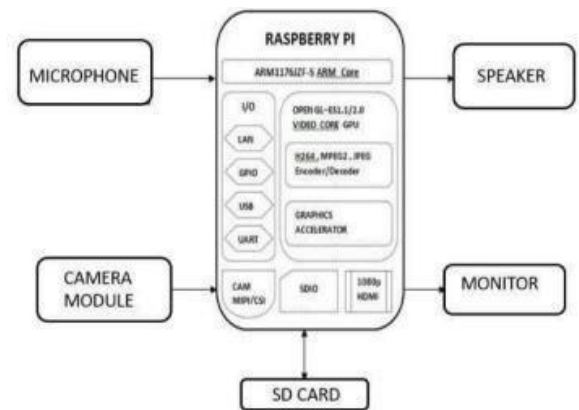 RASPBERRY PI
ARM1176JZF-S ARM Core
MICROPHONE
SPEAKER
I/O
LAN
GPIO
USB
UART
OPEN GL-ES1.1/2.0
VIDEO CORE GPU
H264, MPEG2, JPEG
Encoder/Decoder
GRAPHICS
ACCELERATOR
CAMERA
MODULE
CAM
MIPI/CSI
SDIO
1080p
HDMI
MONITOR
SD CARD